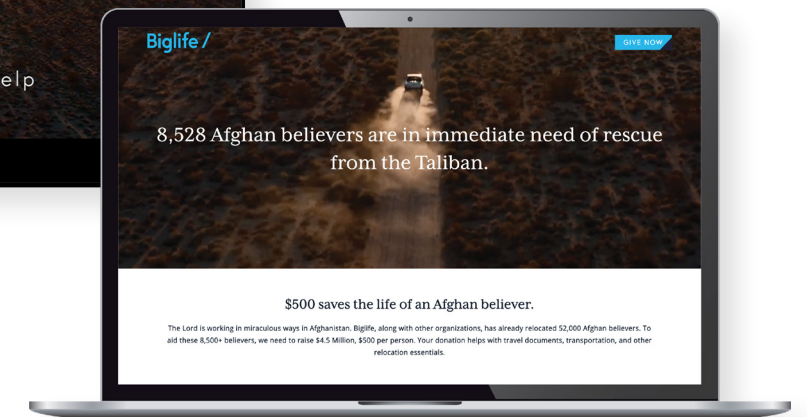 elp
Biglife/
GIVE NOW
8,528 Afghan believers are in immediate need of rescue
from the Taliban.
$500 saves the life of an Afghan believer.
The Lord is working in miraculous ways in Afghanistan. Biglife, along with other organizations, has already relocated 52,000 Afghan believers. To
aid these 8,500+ believers, we need to raise $4.5 Million, $500 per person. Your donation helps with travel documents, transportation, and other
relocation essentials.